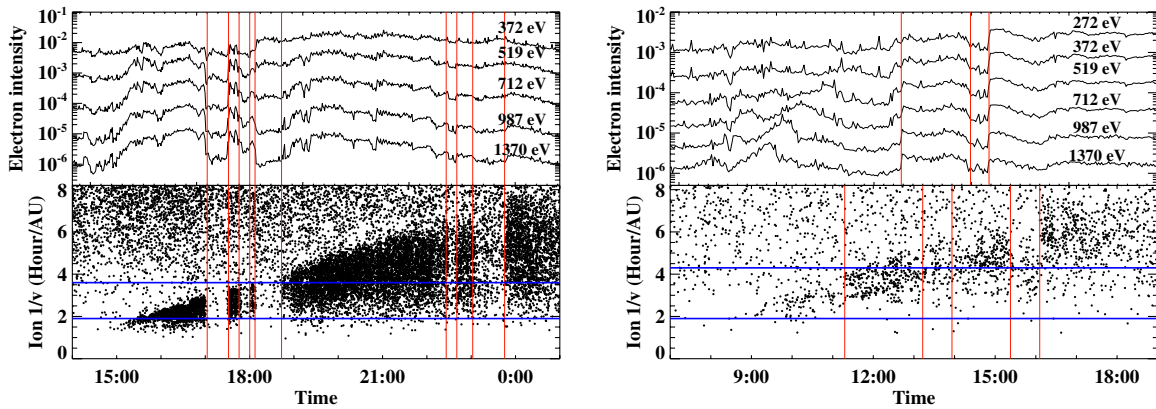 10⁻¹
10⁻²
10⁻³
10⁻⁴
10⁻⁵
10⁻⁶
Electron intensity
372 eV
519 eV
712 eV
987 eV
1370 eV
8
6
4
2
0
Ion 1/v (Hour/AU)
15:00
18:00
21:00
0:00
Time
10⁻²
10⁻³
10⁻⁴
10⁻⁵
10⁻⁶
Electron intensity
272 eV
372 eV
519 eV
712 eV
987 eV
1370 eV
8
6
4
2
0
Ion 1/v (Hour/AU)
9:00
12:00
15:00
18:00
Time